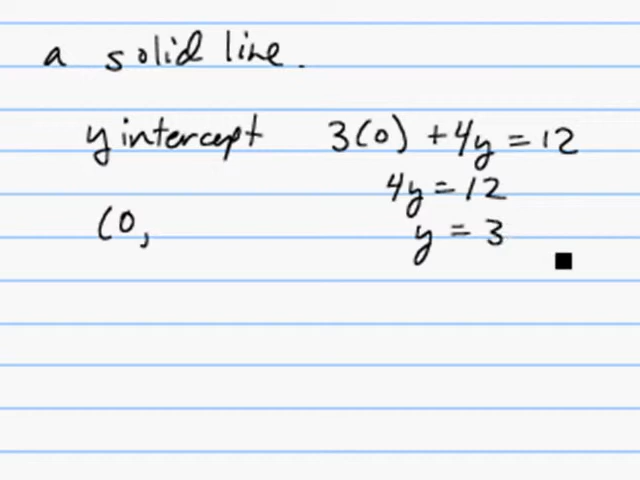 a solid line.
y intercept 3(0) + 4y = 12
4y = 12
(0, y = 3